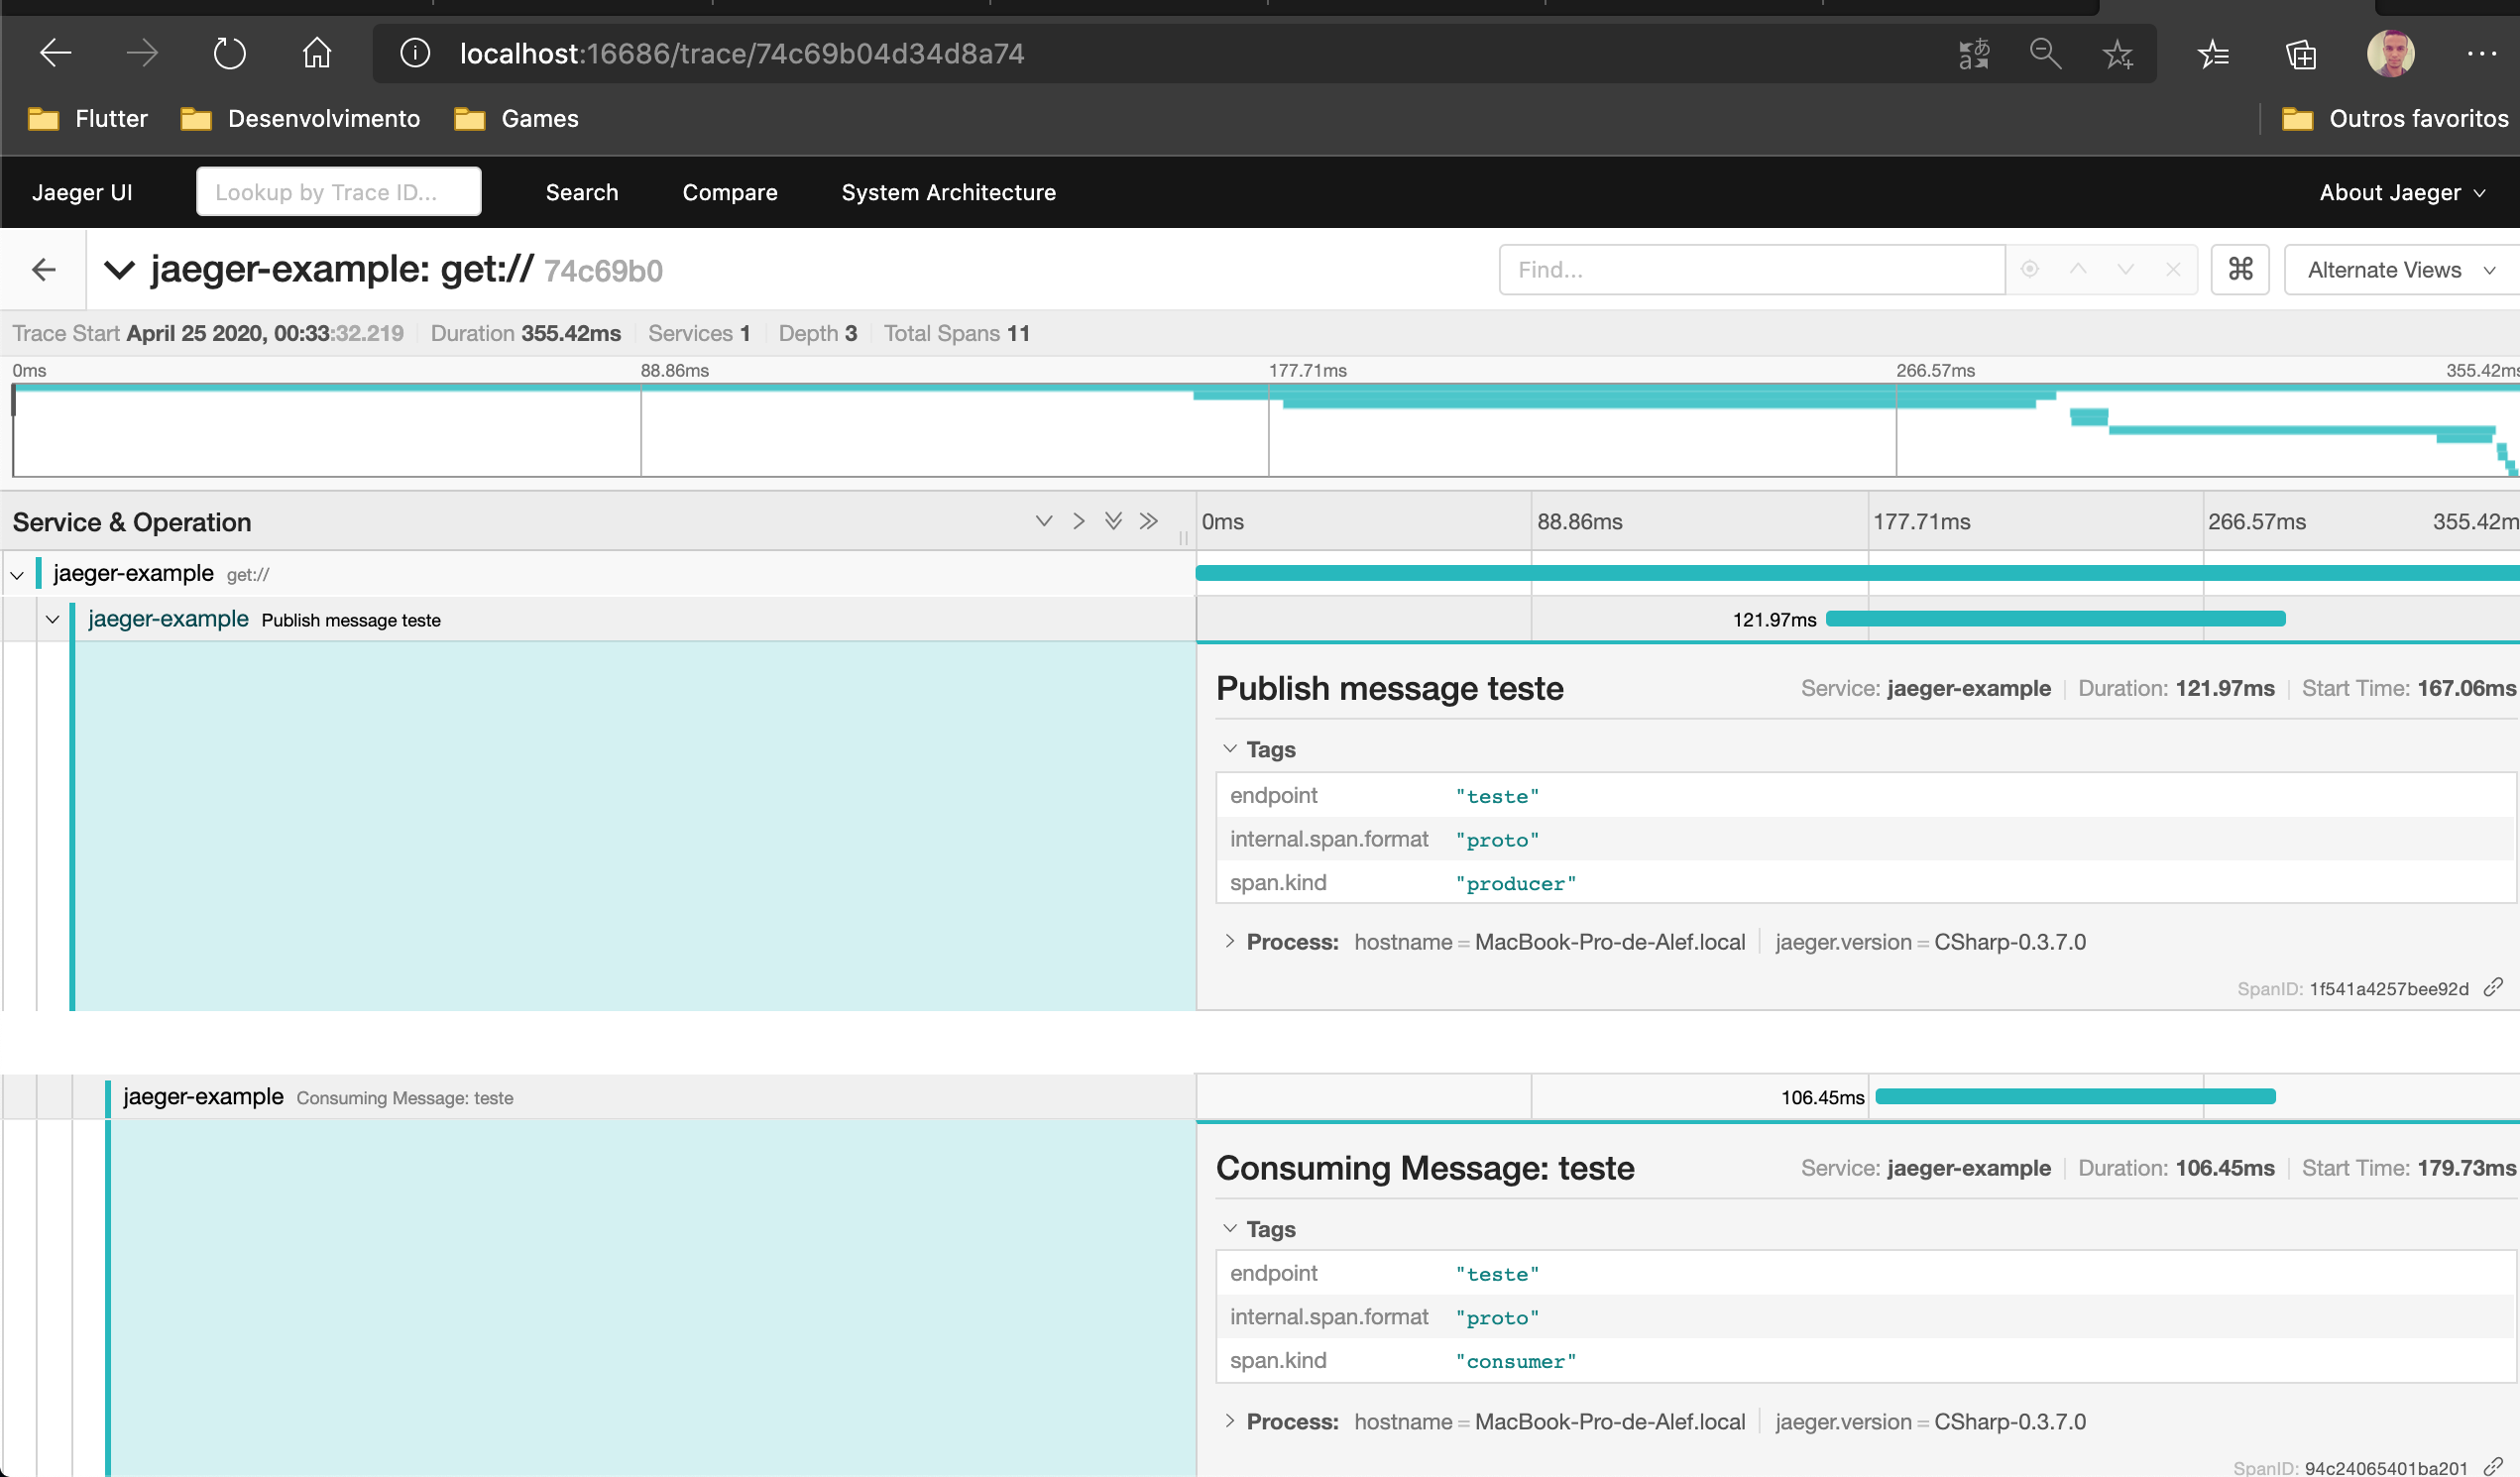 localhost:16686/trace/74c69b04d34d8a74
Flutter Desenvolvimento Games Outros favoritos
Jaeger UI Lookup by Trace ID... Search Compare System Architecture About Jaeger
jaeger-example: get:// 74c69b0 Find... ⌘ Alternate Views
Trace Start April 25 2020, 00:33:32.219 Duration 355.42ms Services 1 Depth 3 Total Spans 11
0ms 88.86ms 177.71ms 266.57ms 355.42ms
Service & Operation 0ms 88.86ms 177.71ms 266.57ms 355.42m
jaeger-example get://
jaeger-example Publish message teste 121.97ms
Publish message teste Service: jaeger-example Duration: 121.97ms Start Time: 167.06ms
Tags
endpoint "teste"
internal.span.format "proto"
span.kind "producer"
Process: hostname = MacBook-Pro-de-Alef.local jaeger.version = CSharp-0.3.7.0
SpanID: 1f541a4257bee92d
jaeger-example Consuming Message: teste 106.45ms
Consuming Message: teste Service: jaeger-example Duration: 106.45ms Start Time: 179.73ms
Tags
endpoint "teste"
internal.span.format "proto"
span.kind "consumer"
Process: hostname = MacBook-Pro-de-Alef.local jaeger.version = CSharp-0.3.7.0
SpanID: 94c24065401ba201